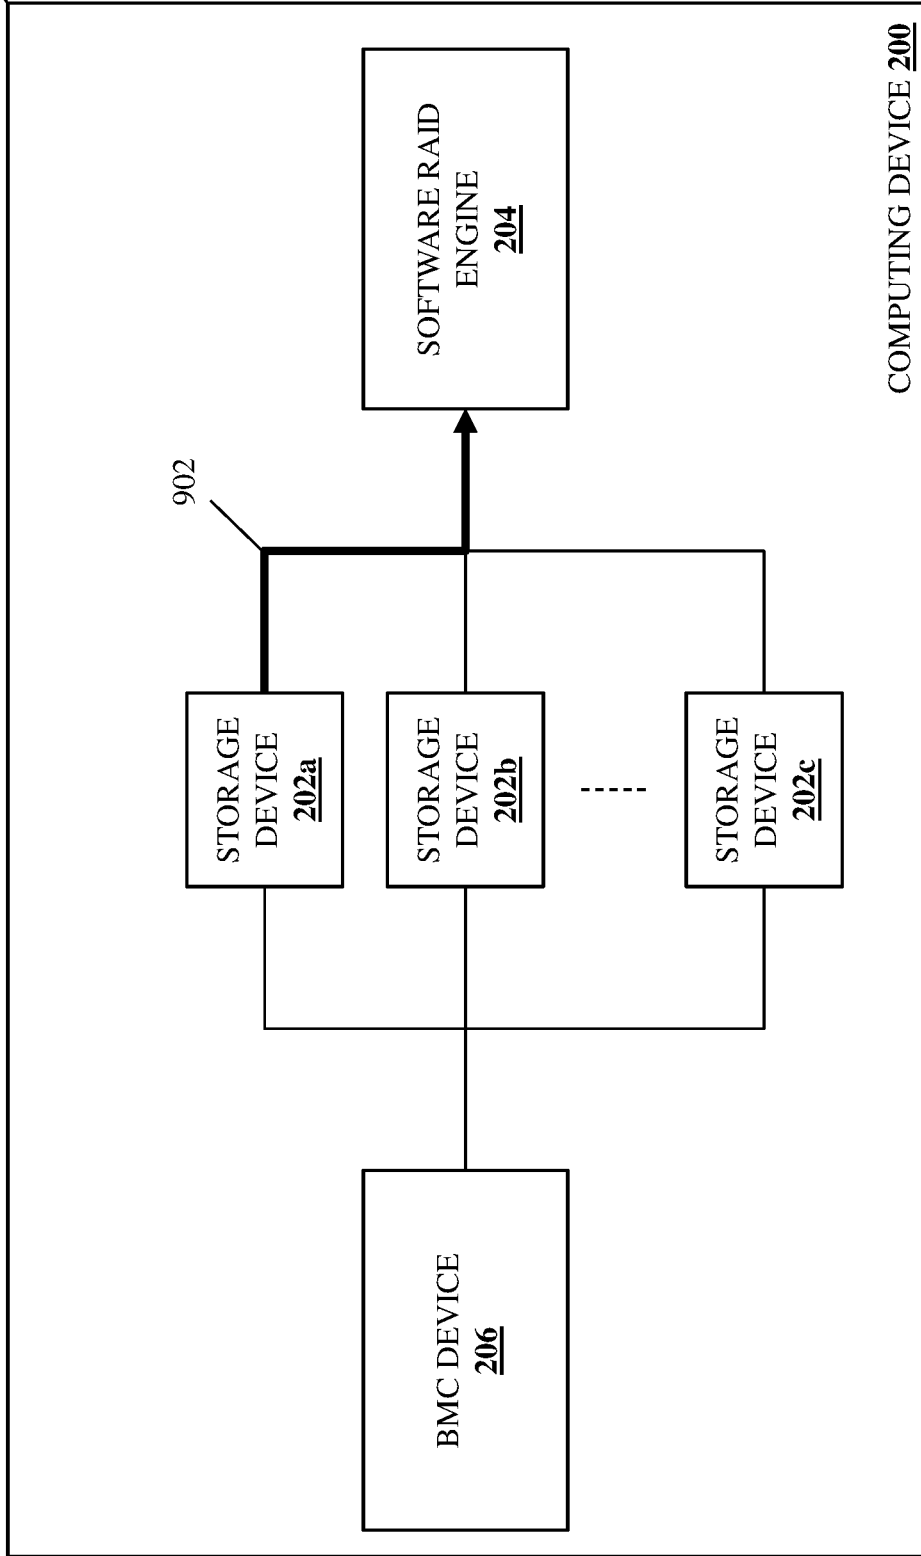 BMC DEVICE
206
STORAGE
DEVICE
202a
STORAGE
DEVICE
202b
STORAGE
DEVICE
202c
902
SOFTWARE RAID
ENGINE
204
COMPUTING DEVICE 200